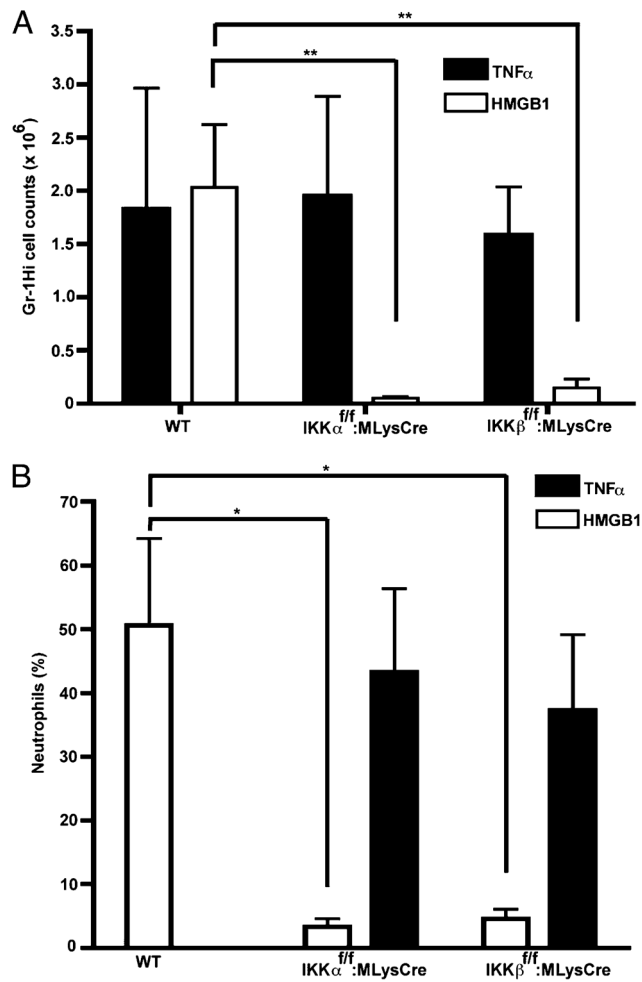 A
**
**
3.5
3.0
2.5
2.0
1.5
1.0
0.5
0
Gr-1Hi cell counts (x 10^6)
TNFα
HMGB1
WT
IKKα^f/f:MLysCre
IKKβ^f/f:MLysCre
B
*
*
70
60
50
40
30
20
10
0
Neutrophils (%)
TNFα
HMGB1
WT
IKKα^f/f:MLysCre
IKKβ^f/f:MLysCre